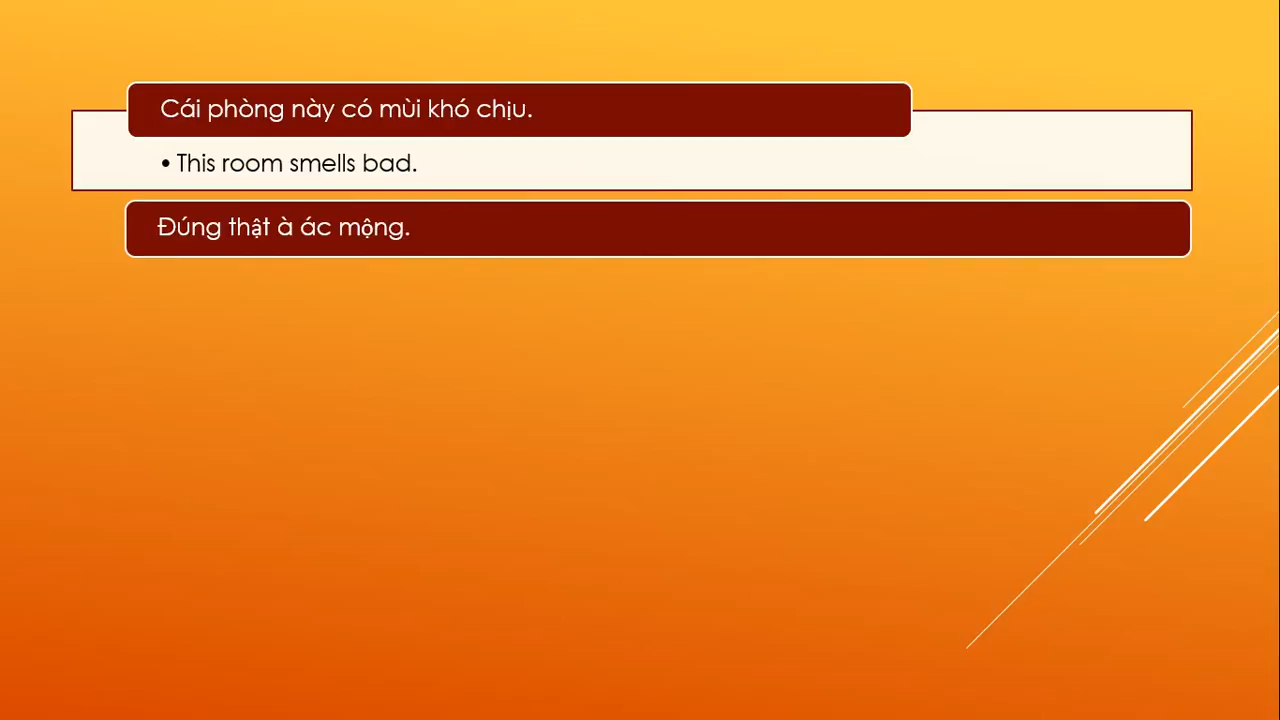 Cái phòng này có mùi khó chịu.
• This room smells bad.
Đúng thật à ác mộng.